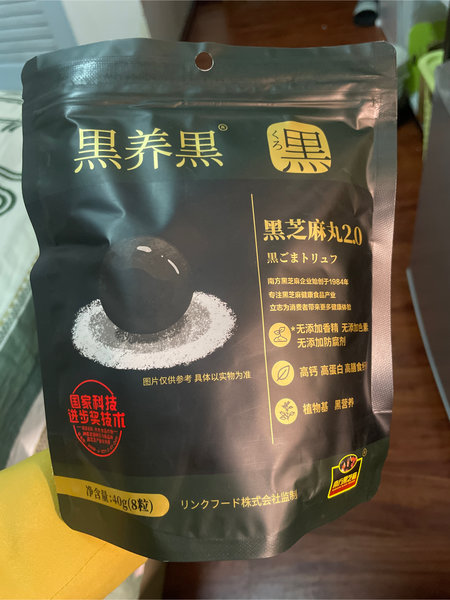 黑养黑®
くろ
黑
黑芝麻丸2.0
黒ごまトリュフ
南方黑芝麻企业始创于1984年
专注黑芝麻健康食品产业
立志为消费者带来更多健康体验
*无添加香精 无添加色素
无添加防腐剂
图片仅供参考 具体以实物为准
高钙 高蛋白 高膳食纤
植物基 黑营养
国家科技
进步奖技术
净含量:40g(8粒)
リンクフード株式会社监制